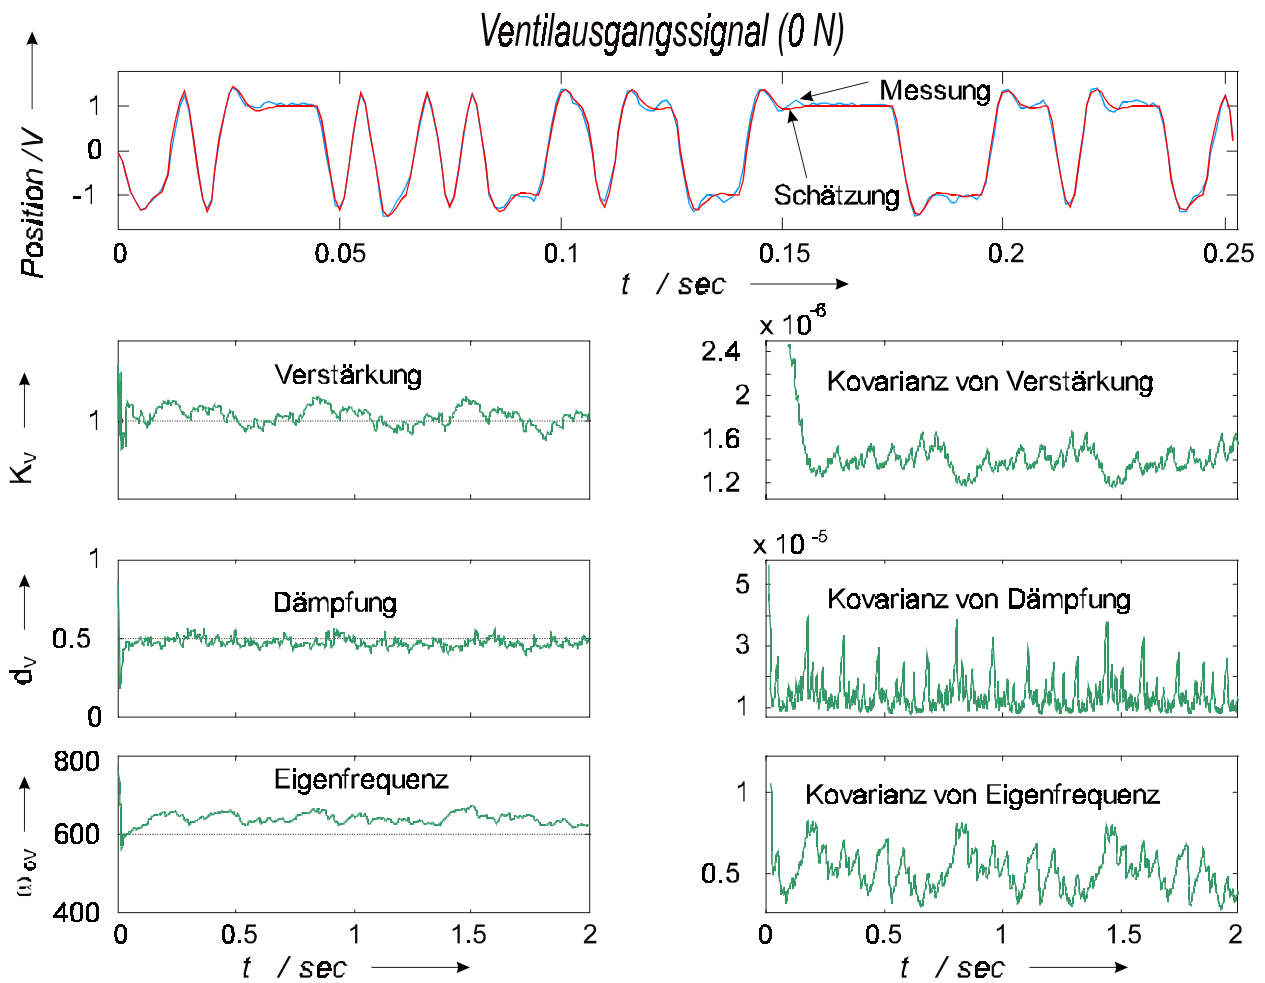 Ventilausgangssignal (0 N)
Position /V
1
0
-1
Messung
Schätzung
0 0.05 0.1 0.15 0.2 0.25
t / sec
K_V
1
Verstärkung
x 10^-6
2.4
2
1.6
1.2
Kovarianz von Verstärkung
d_V
1
0.5
0
Dämpfung
x 10^-5
5
3
1
Kovarianz von Dämpfung
ω_0V
800
600
400
Eigenfrequenz
0 0.5 1 1.5 2
t / sec
1
0.5
Kovarianz von Eigenfrequenz
0 0.5 1 1.5 2
t / sec